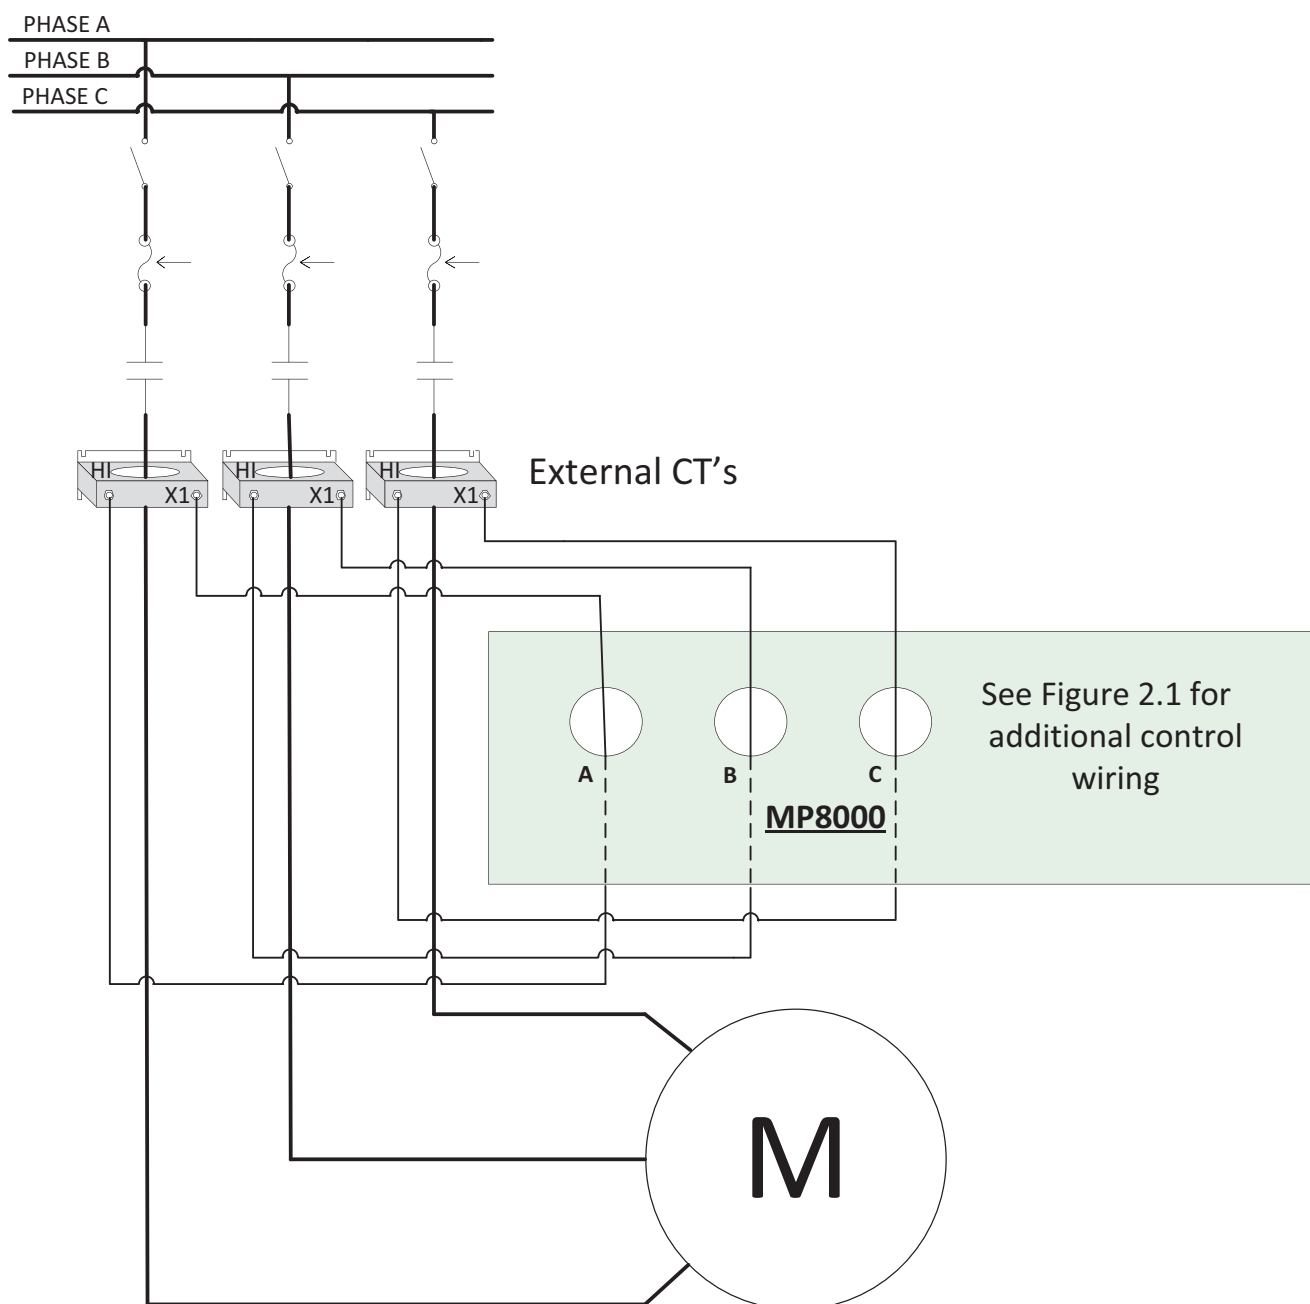 PHASE A
PHASE B
PHASE C
HI
HI
HI
X1
X1
X1
External CT’s
See Figure 2.1 for
additional control
wiring
A
B
C
MP8000
M